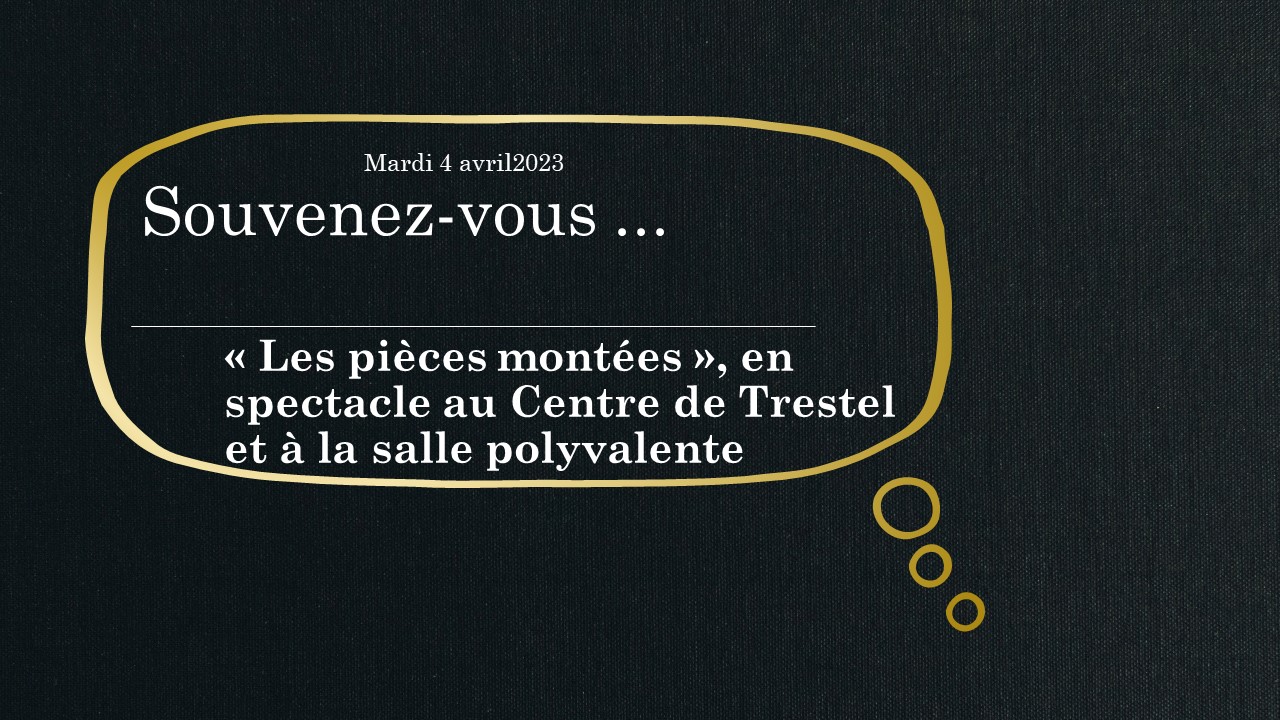 Mardi 4 avril2023
Souvenez-vous ...
« Les pièces montées », en
spectacle au Centre de Trestel
et à la salle polyvalente